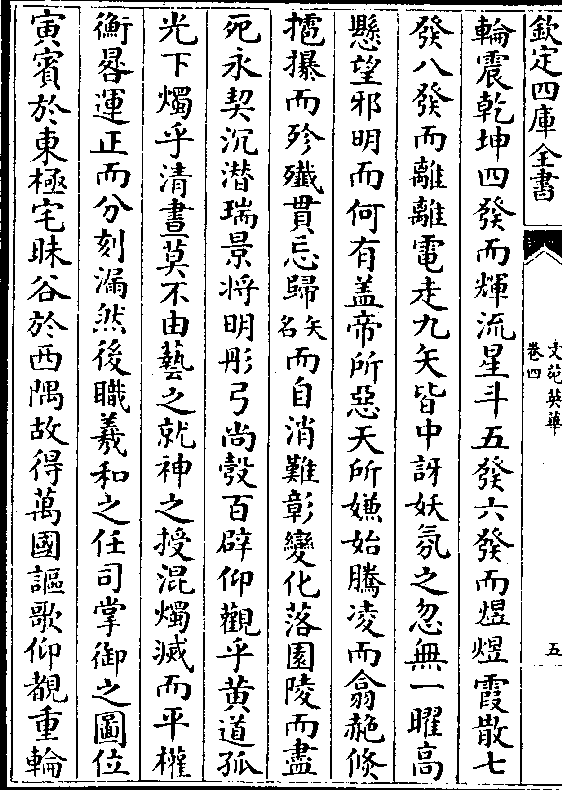 欽定四庫全書
文苑英華
卷四
五
輪震乾坤四發而輝流星斗五發六發而煜煜霞散七
發八發而離離電走九矢皆中訝妖氛之忽無一曜高
懸望邪明而何有盖帝所惡天所嫌始騰凌而翕赩倏
摺㩧而殄殲貫忘歸矢名而自消難彰變化落園陵而盡
死永契沉潜瑞景將明彤弓尚彀百辟仰觀乎黄道孤
光下燭乎清晝莫不由藝之就神之授混燭滅而平權
衡晷運正而分刻漏然後職羲和之任司掌御之圖位
寅賓於東極宅昧谷於西隅故得萬國謳歌仰覩重輪